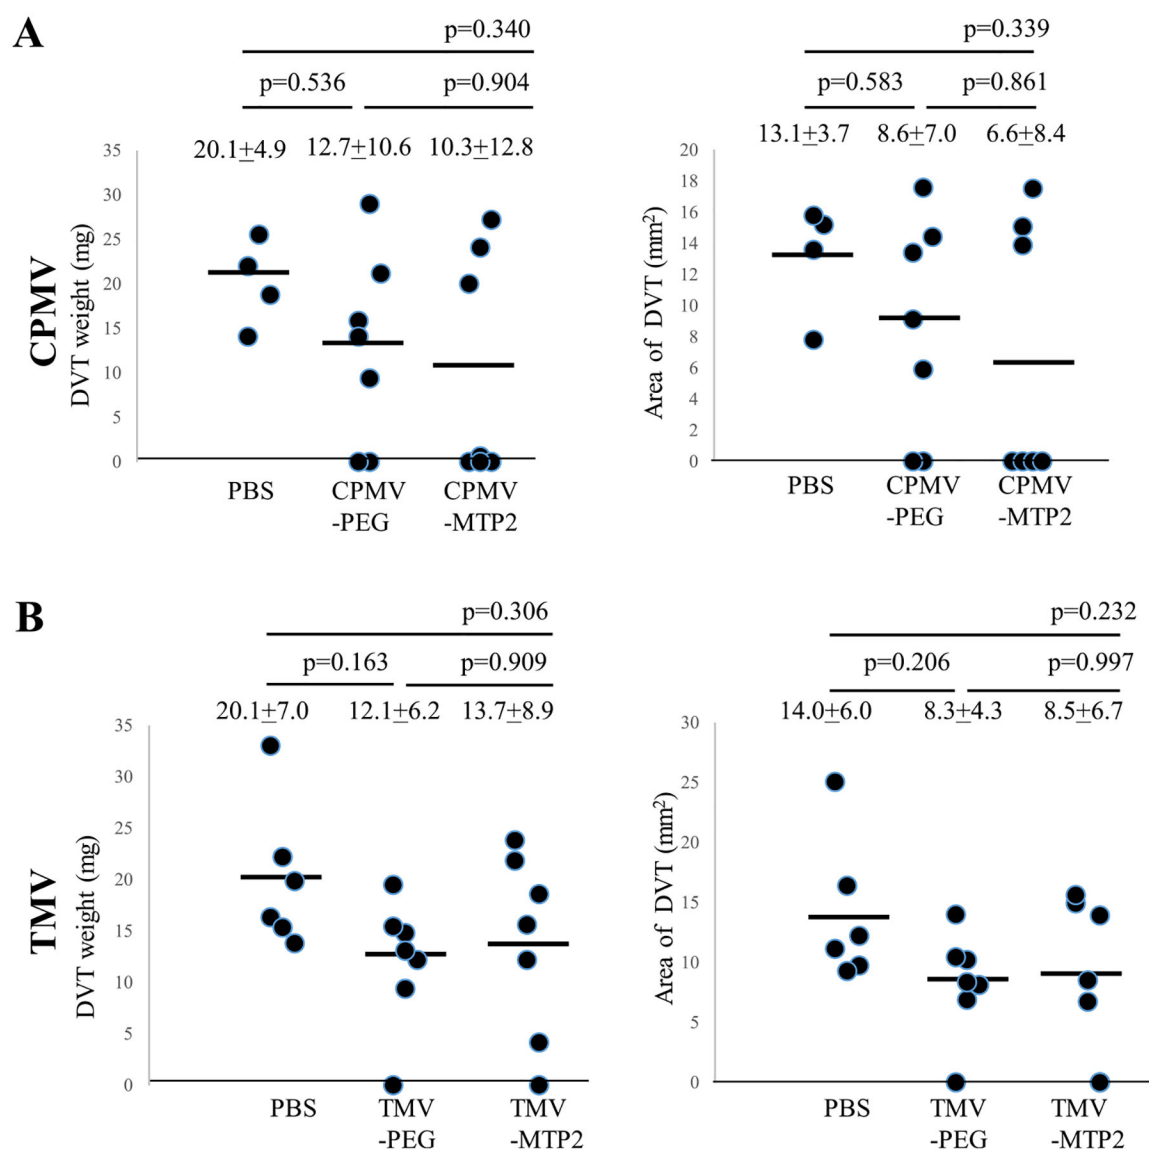 A
p=0.340
p=0.536 p=0.904
20.1±4.9 12.7±10.6 10.3±12.8
CPMV
DVT weight (mg)
35
30
25
20
15
10
5
0
PBS CPMV CPMV
-PEG -MTP2
p=0.339
p=0.583 p=0.861
13.1±3.7 8.6±7.0 6.6±8.4
Area of DVT (mm²)
20
18
16
14
12
10
8
6
4
2
0
PBS CPMV CPMV
-PEG -MTP2
B
p=0.306
p=0.163 p=0.909
20.1±7.0 12.1±6.2 13.7±8.9
TMV
DVT weight (mg)
35
30
25
20
15
10
5
0
PBS TMV TMV
-PEG -MTP2
p=0.232
p=0.206 p=0.997
14.0±6.0 8.3±4.3 8.5±6.7
Area of DVT (mm²)
30
25
20
15
10
5
0
PBS TMV TMV
-PEG -MTP2